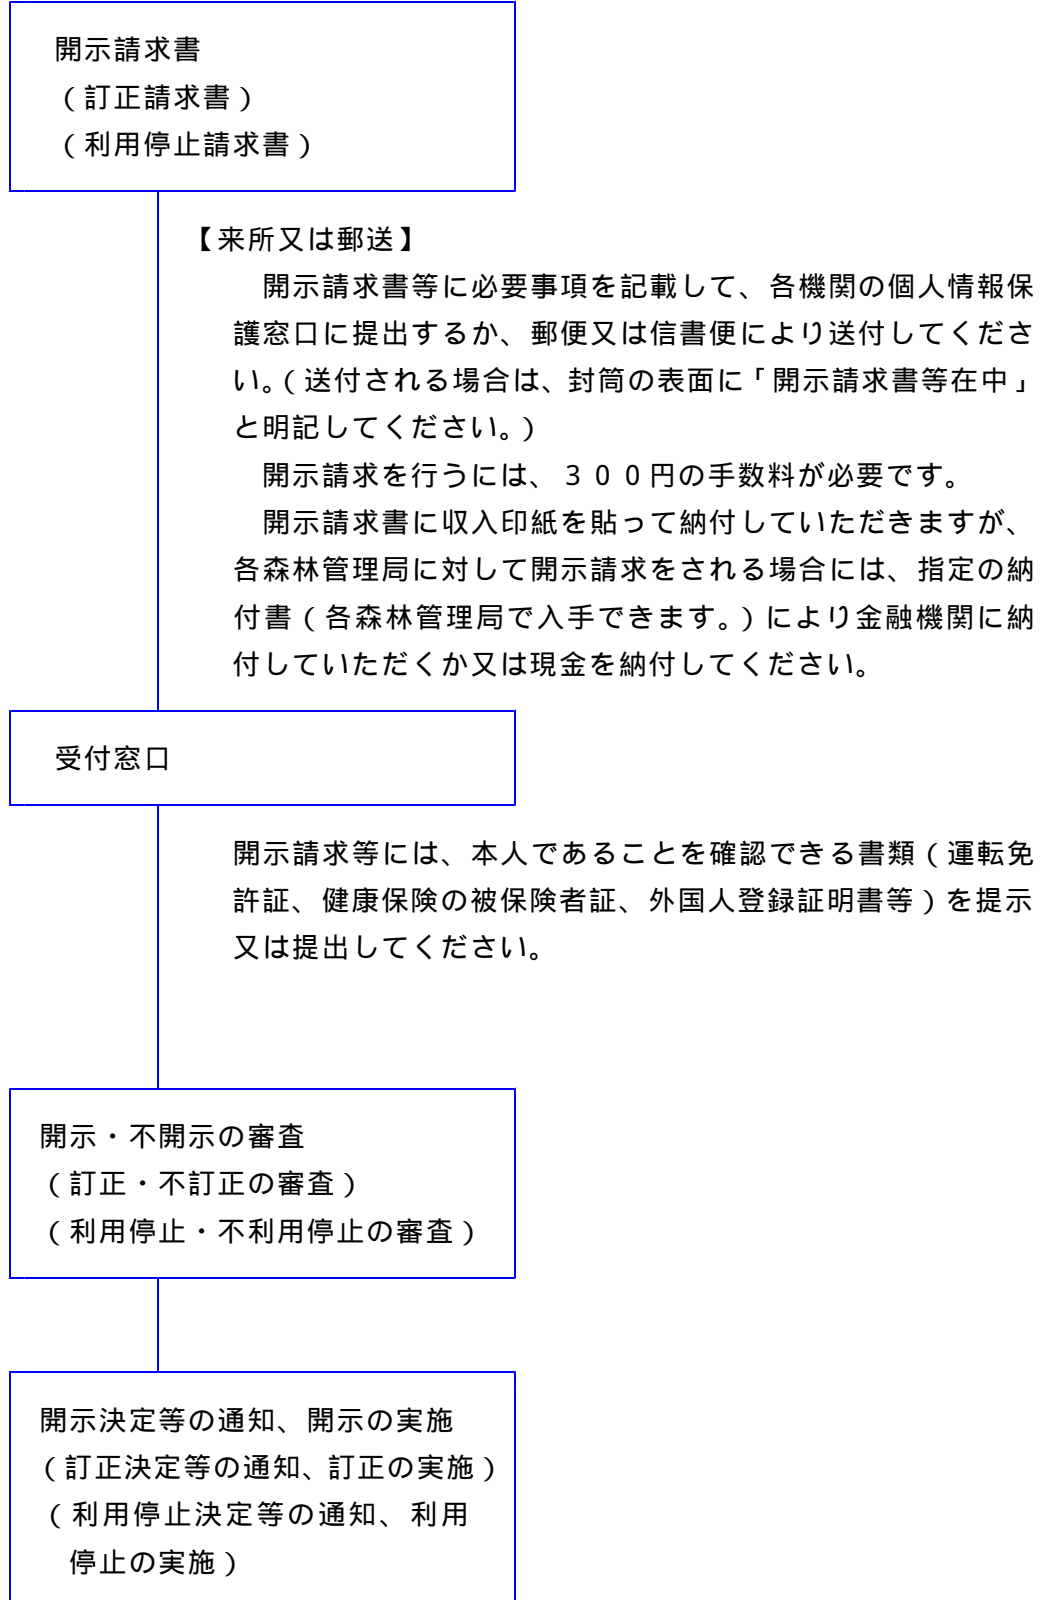 開示請求書
（訂正請求書）
（利用停止請求書）
【来所又は郵送】
開示請求書等に必要事項を記載して、各機関の個人情報保
護窓口に提出するか、郵便又は信書便により送付してくださ
い。（送付される場合は、封筒の表面に「開示請求書等在中」
と明記してください。）
開示請求を行うには、３００円の手数料が必要です。
開示請求書に収入印紙を貼って納付していただきますが、
各森林管理局に対して開示請求をされる場合には、指定の納
付書（各森林管理局で入手できます。）により金融機関に納
付していただくか又は現金を納付してください。
受付窓口
開示請求等には、本人であることを確認できる書類（運転免
許証、健康保険の被保険者証、外国人登録証明書等）を提示
又は提出してください。
開示・不開示の審査
（訂正・不訂正の審査）
（利用停止・不利用停止の審査）
開示決定等の通知、開示の実施
（訂正決定等の通知、訂正の実施）
（利用停止決定等の通知、利用
停止の実施）